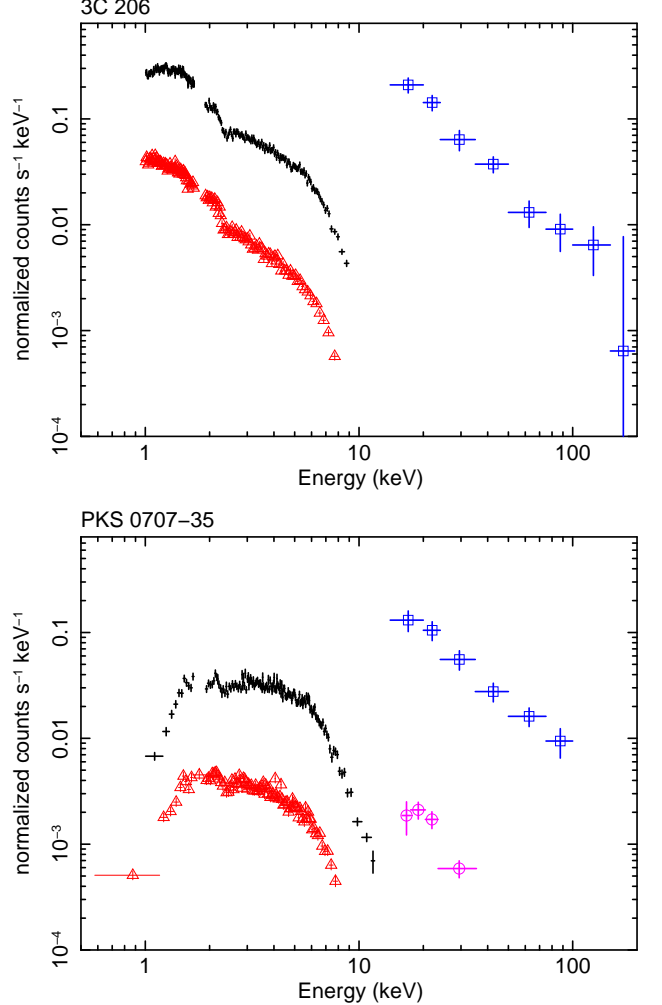 3C 206
normalized counts s⁻¹ keV⁻¹
0.1
0.01
10⁻³
10⁻⁴
1 10 100
Energy (keV)
PKS 0707−35
normalized counts s⁻¹ keV⁻¹
0.1
0.01
10⁻³
10⁻⁴
1 10 100
Energy (keV)